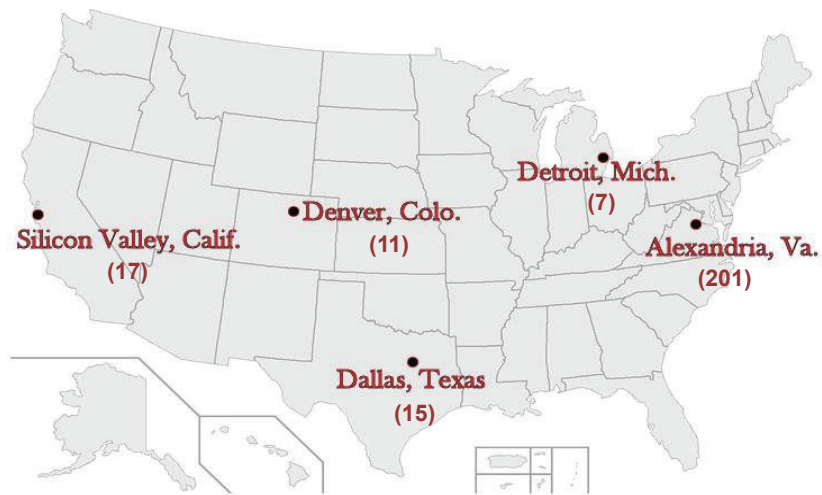 Detroit, Mich.
(7)
Denver, Colo.
(11)
Silicon Valley, Calif.
(17)
Alexandria, Va.
(201)
Dallas, Texas
(15)